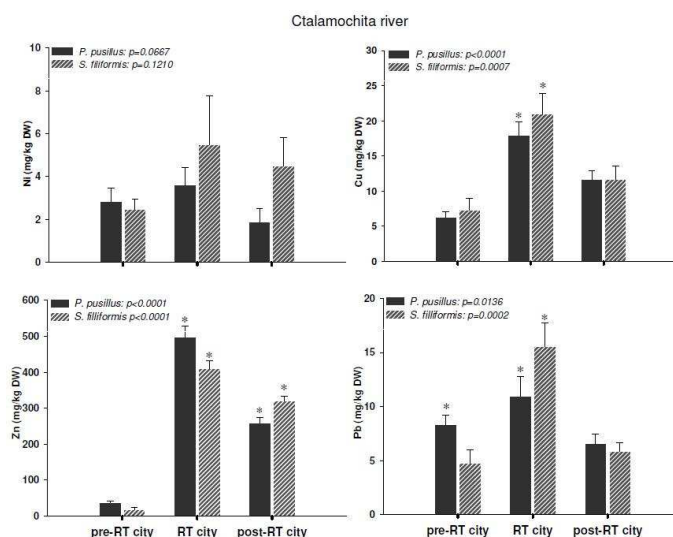 Ctalamochita river
P. pusillus: p=0.0667
S. filiformis: p=0.1210
Ni (mg/kg DW)
10
8
6
4
2
0
P. pusillus: p<0.0001
S. filiformis: p=0.0007
Cu (mg/kg DW)
30
25
20
15
10
5
0
* *
P. pusillus: p<0.0001
S. filliformis p<0.0001
Zn (mg/kg DW)
600
500
400
300
200
100
0
* *
* *
pre-RT city RT city post-RT city
P. pusillus: p=0.0136
S. filliformis: p=0.0002
Pb (mg/kg DW)
20
15
10
5
0
*
* *
pre-RT city RT city post-RT city